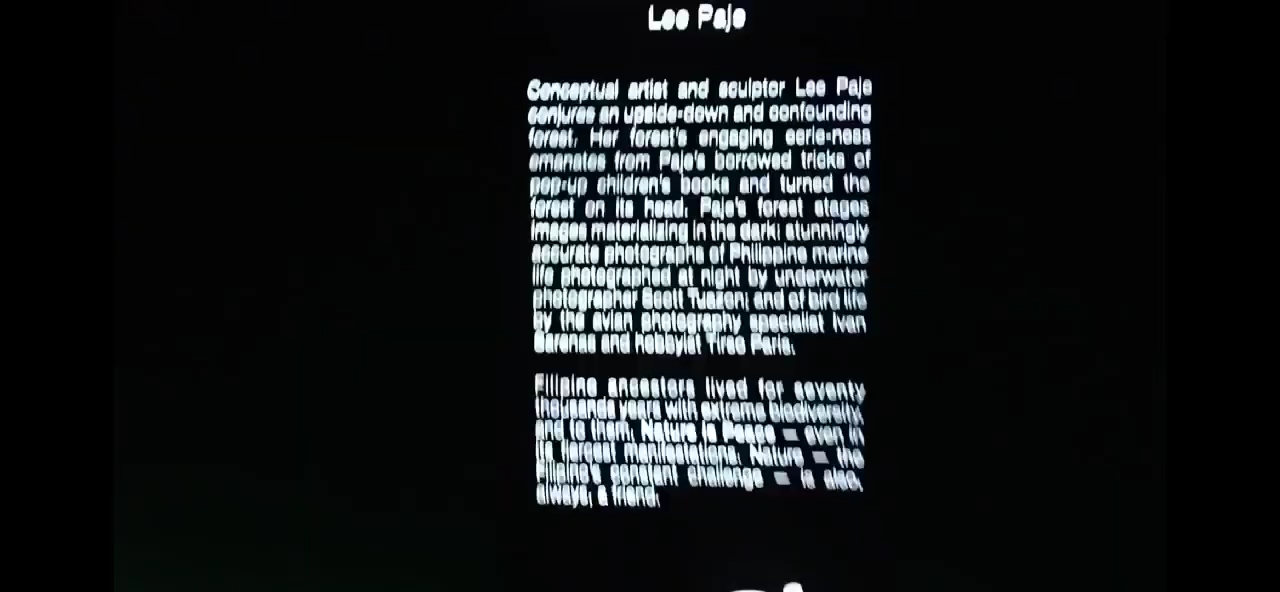 Lee Paje
Conceptual artist and sculptor Lee Paje
conjures an upside-down and confounding
forest. Her forest's engaging eerie-ness
emanates from Paje's borrowed tricks of
pop-up children's books and turned the
forest on its head. Paje's forest stages
images materializing in the dark: stunningly
accurate photographs of Philippine marine
life photographed at night by underwater
photographer Scott Tuason; and of bird life
by the avian photography specialist Ivan
and hobbyist
Filipino ancestors lived for seventy
thousands years with extreme biodiversity,
and to them, Nature is Peace even in
its manifestations. Nature the
Filipino's constant challenge is also,
always, a friend.